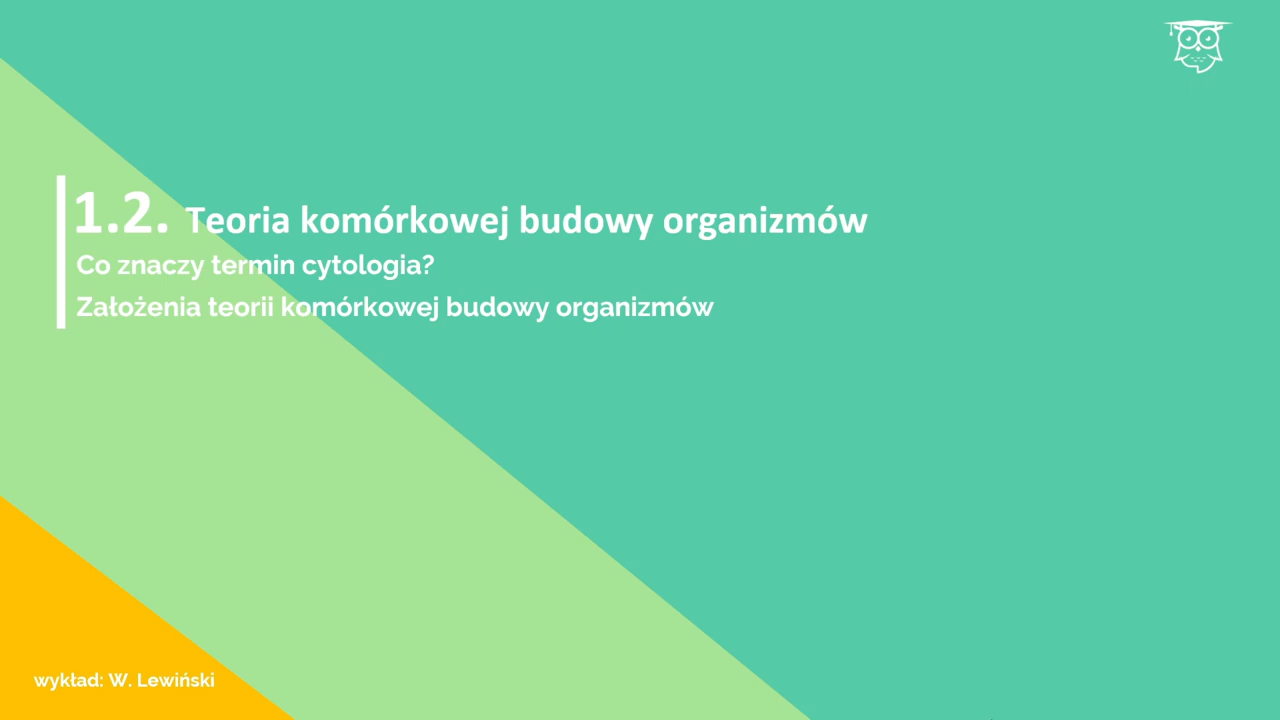 1.2. Teoria komórkowej budowy organizmów
Co znaczy termin cytologia?
Założenia teorii komórkowej budowy organizmów
wykład: W. Lewiński